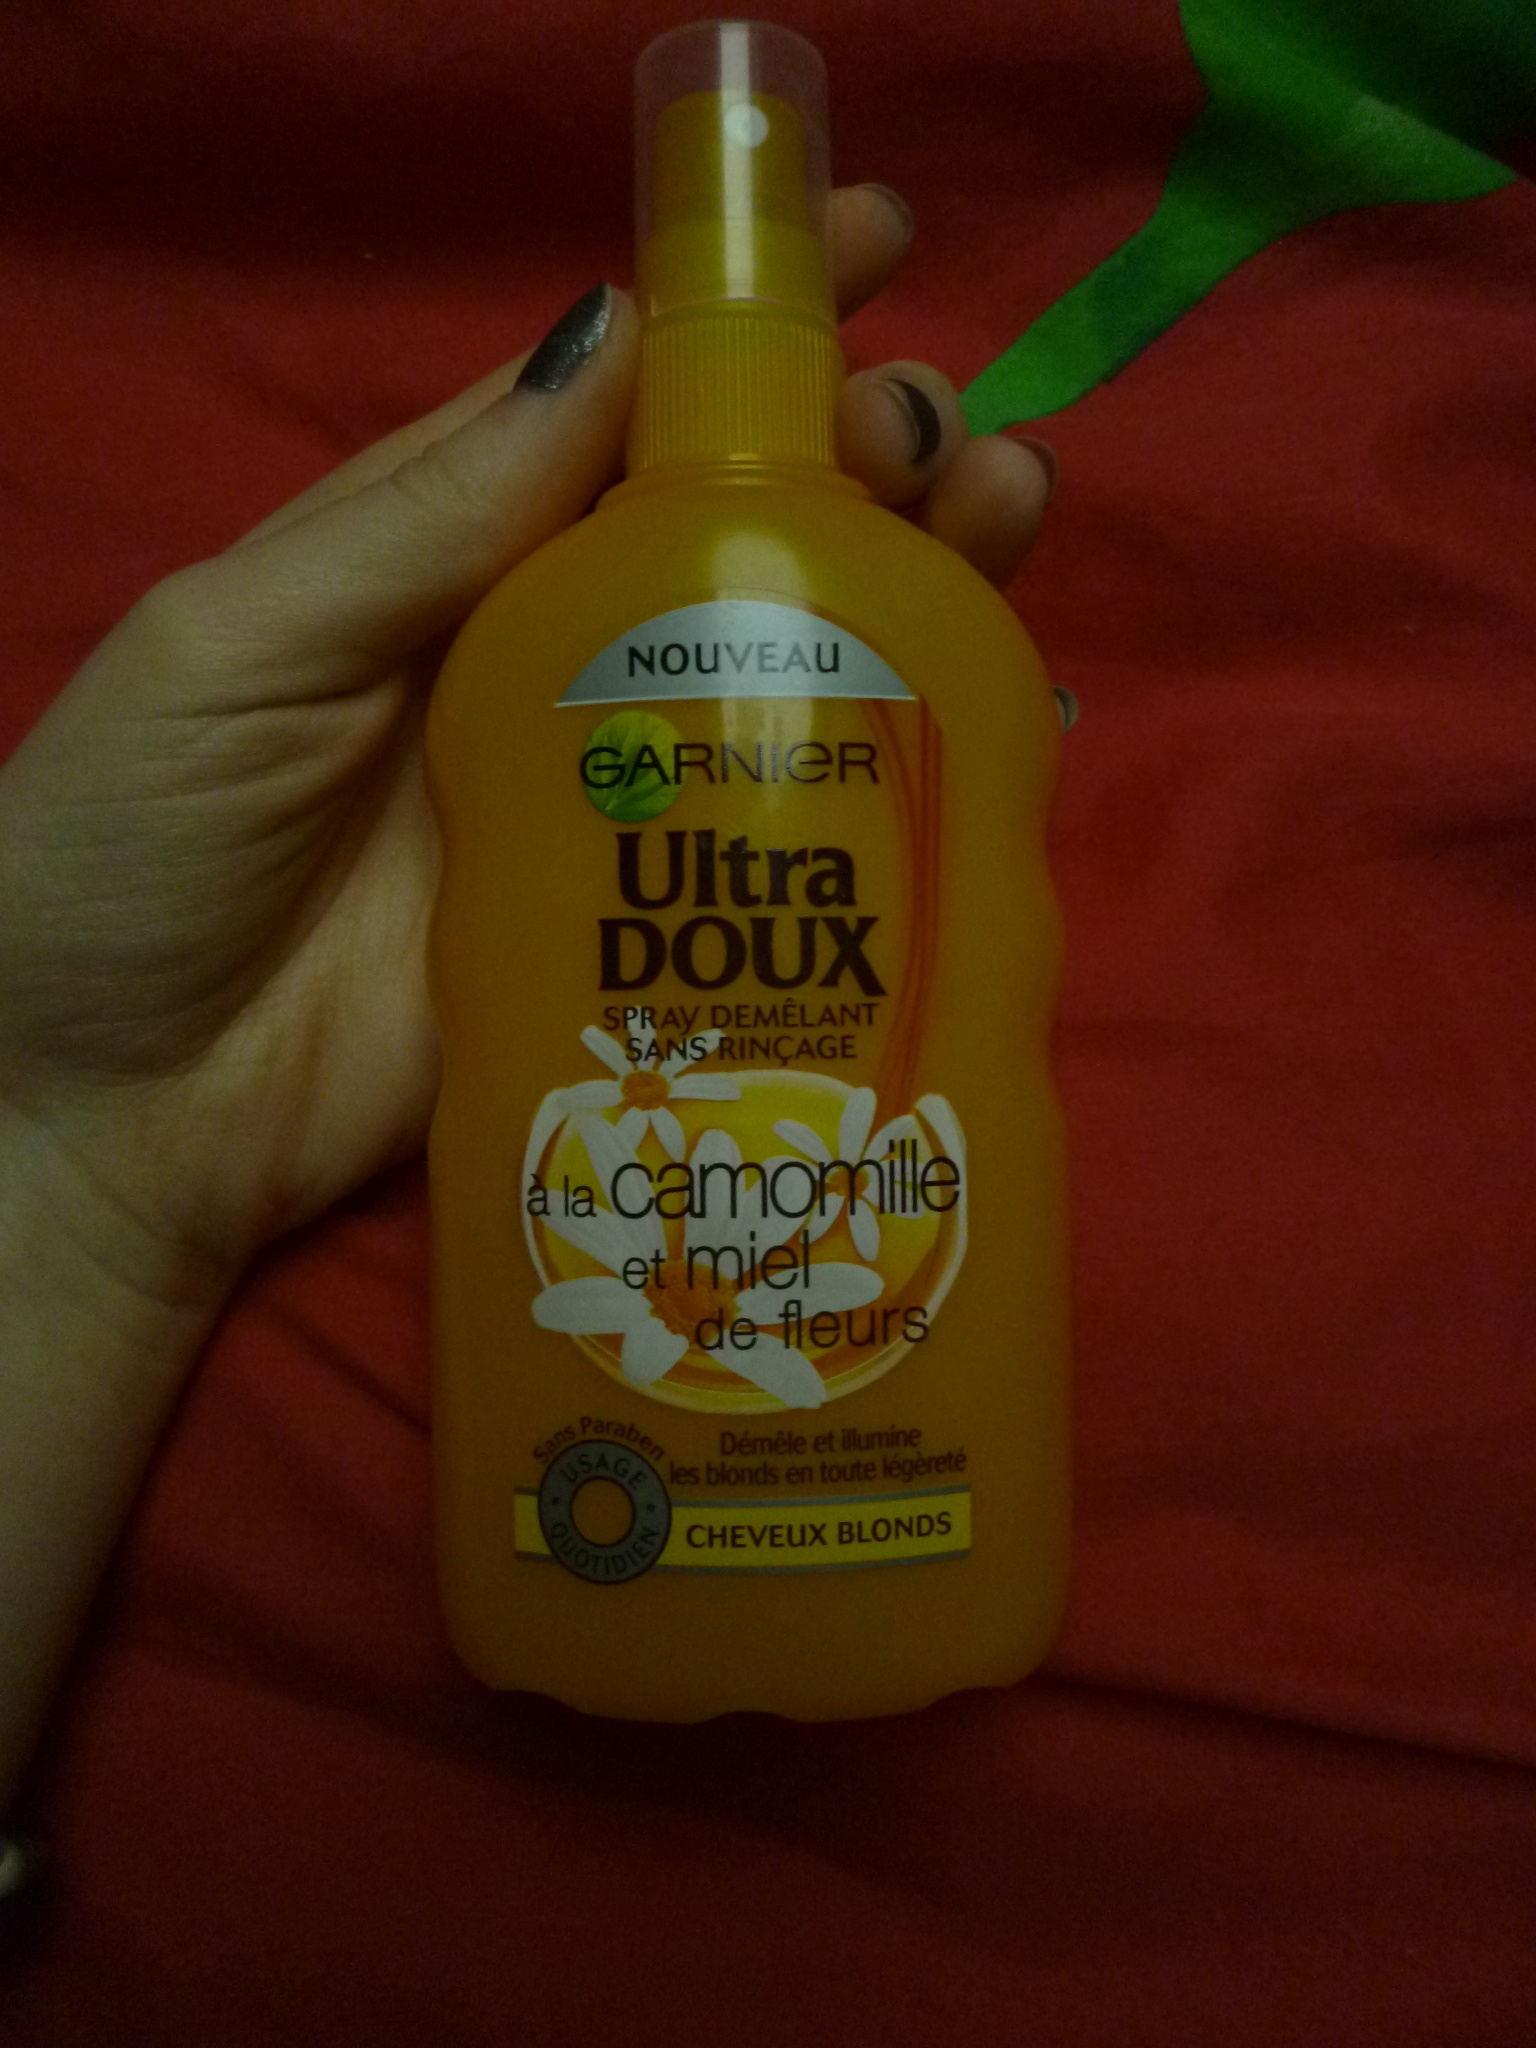 NOUVEAU
GARNIER
Ultra
DOUX
SPRAY DEMÊLANT
SANS RINÇAGE
à la camomille
et miel
de fleurs
Sans Paraben
USAGE
QUOTIDIEN
Démêle et illumine
les blonds en toute légèreté
CHEVEUX BLONDS